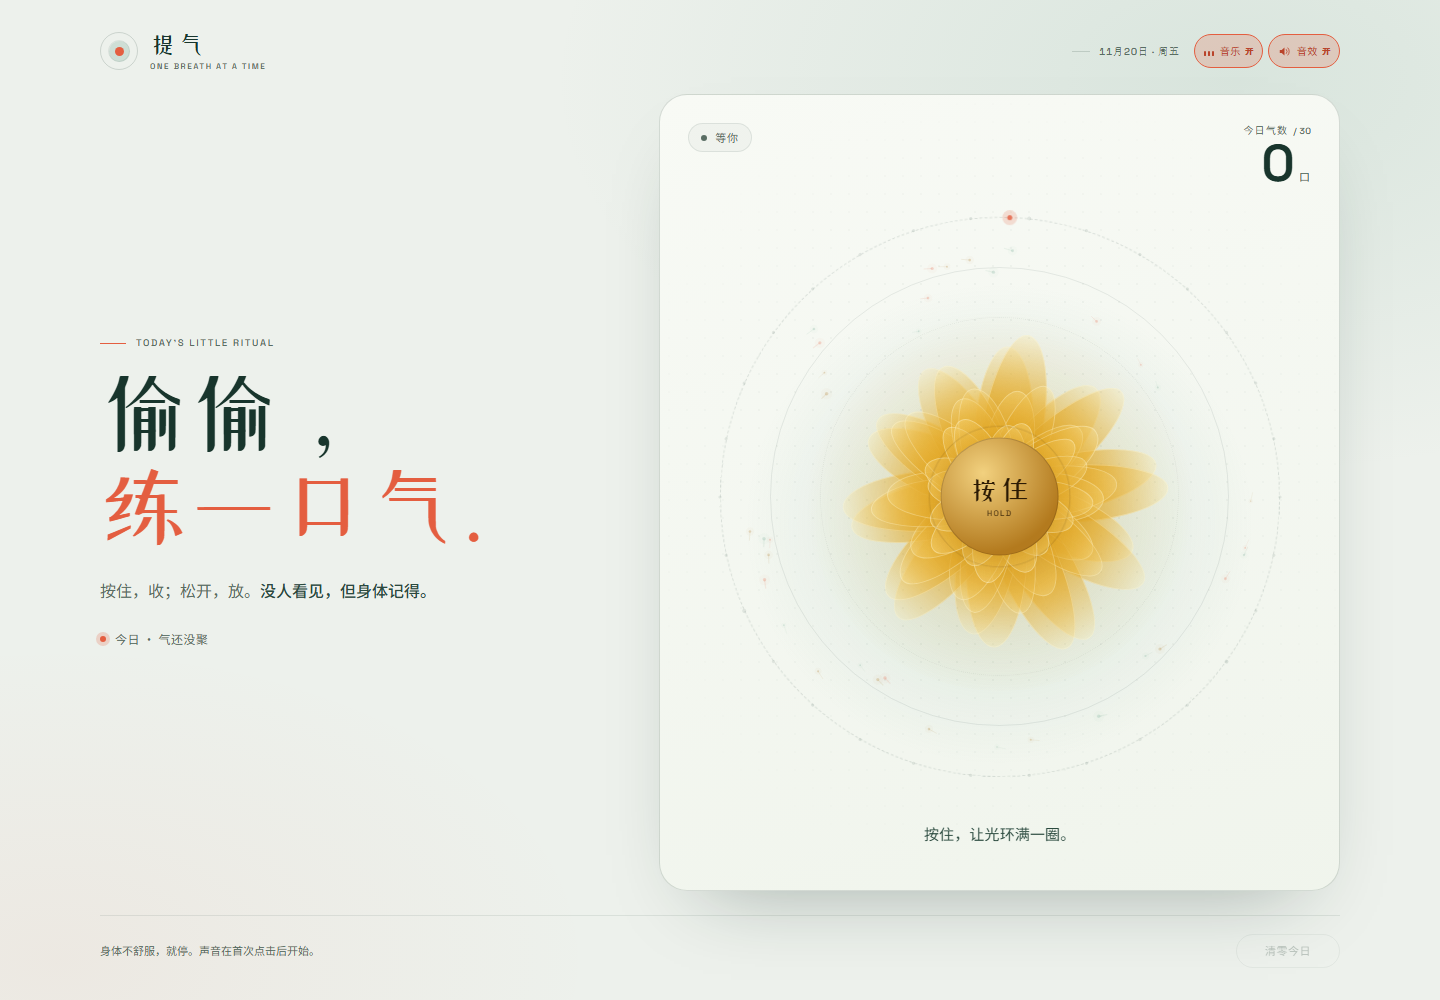 提气
ONE BREATH AT A TIME
11月20日 · 周五
音乐 开
音效 开
等你
今日气数 / 30
0 口
TODAY'S LITTLE RITUAL
偷偷，
练一口气.
按住，收；松开，放。没人看见，但身体记得。
今日 · 气还没聚
按住
HOLD
按住，让光环满一圈。
身体不舒服，就停。声音在首次点击后开始。
清零今日